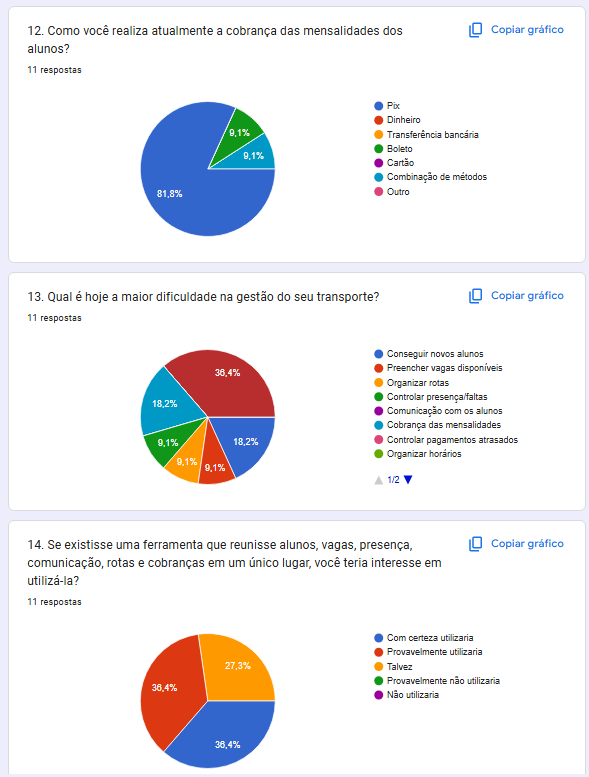 12. Como você realiza atualmente a cobrança das mensalidades dos
alunos?
Copiar gráfico
11 respostas
9,1%
9,1%
81,8%
Pix
Dinheiro
Transferência bancária
Boleto
Cartão
Combinação de métodos
Outro
13. Qual é hoje a maior dificuldade na gestão do seu transporte?
Copiar gráfico
11 respostas
36,4%
18,2%
18,2%
9,1%
9,1%
9,1%
Conseguir novos alunos
Preencher vagas disponíveis
Organizar rotas
Controlar presença/faltas
Comunicação com os alunos
Cobrança das mensalidades
Controlar pagamentos atrasados
Organizar horários
1/2
14. Se existisse uma ferramenta que reunisse alunos, vagas, presença,
comunicação, rotas e cobranças em um único lugar, você teria interesse em
utilizá-la?
Copiar gráfico
11 respostas
27,3%
36,4%
36,4%
Com certeza utilizaria
Provavelmente utilizaria
Talvez
Provavelmente não utilizaria
Não utilizaria